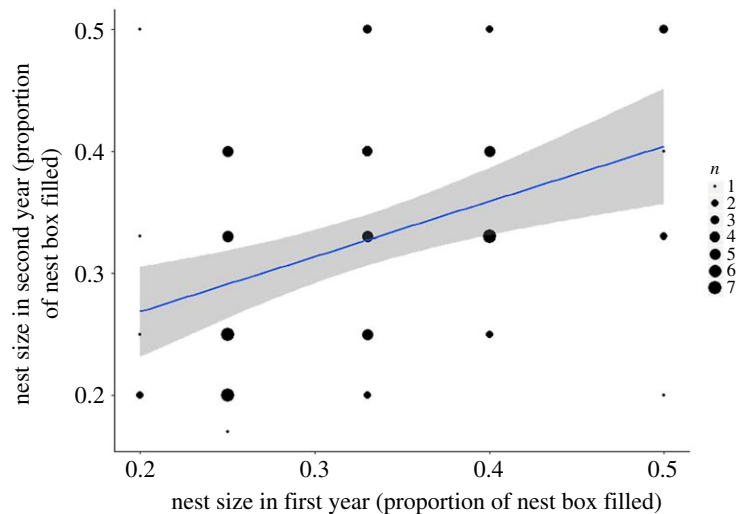 nest size in second year (proportion
of nest box filled)
0.5
0.4
0.3
0.2
0.2 0.3 0.4 0.5
nest size in first year (proportion of nest box filled)
n
1
2
3
4
5
6
7